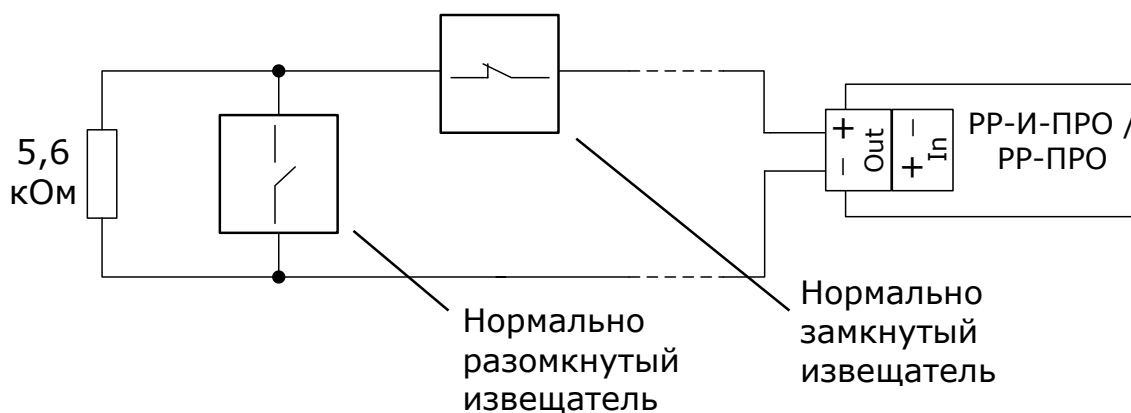 5,6
кОм
+
−
Out
−
+
In
РР-И-ПРО /
РР-ПРО
Нормально
разомкнутый
извещатель
Нормально
замкнутый
извещатель